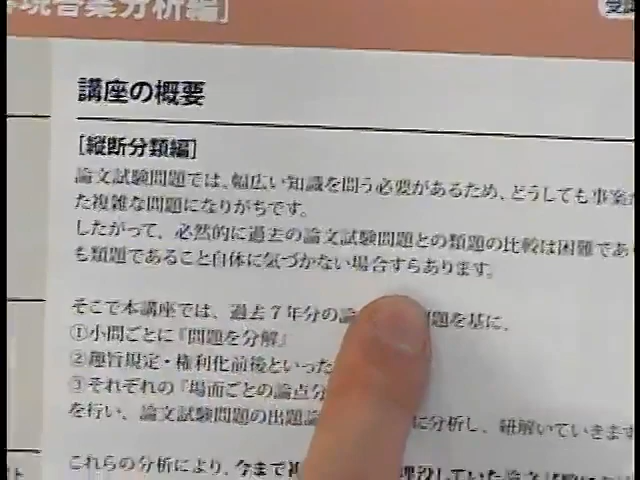 現答案分析編]
講座の概要
[縦断分類編]
論文試験問題では、幅広い知識を問う必要があるため、どうしても事案
た複雑な問題になりがちです。
したがって、必然的に過去の論文試験問題との類題の比較は困難であ
も類題であること自体に気づかない場合すらあります。
そこで本講座では、過去7年分の論 問題を基に、
①小問ごとに『問題を分解』
②趣旨規定・権利化前後といった
③それぞれの『場面ごとの論点分
を行い、論文試験問題の出題論 に分析し、紐解いていきます
これらの分析により、今まで